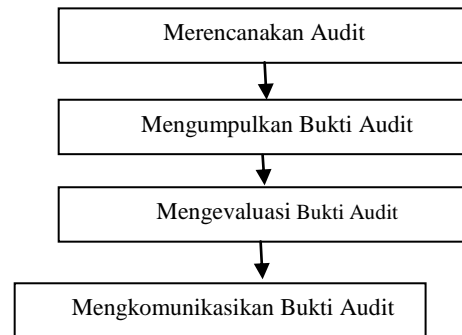 Merencanakan Audit
Mengumpulkan Bukti Audit
Mengevaluasi Bukti Audit
Mengkomunikasikan Bukti Audit